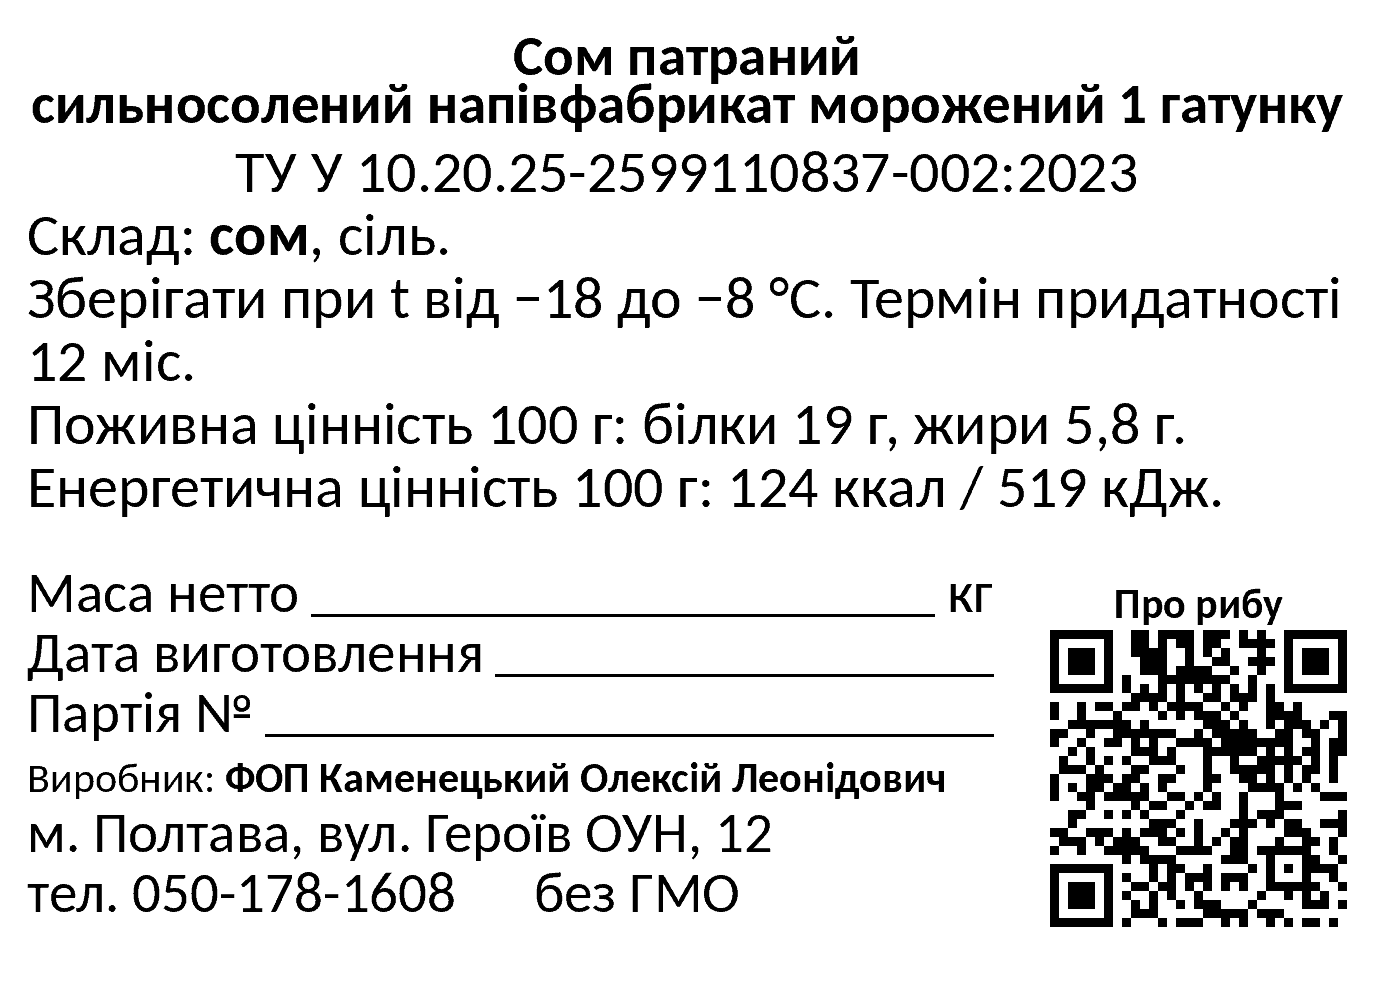 Сом патраний
сильносолений напівфабрикат морожений 1 гатунку
ТУ У 10.20.25-2599110837-002:2023
Склад: сом, сіль.
Зберігати при t від −18 до −8 °С. Термін придатності
12 міс.
Поживна цінність 100 г: білки 19 г, жири 5,8 г.
Енергетична цінність 100 г: 124 ккал / 519 кДж.
Маса нетто ____________________ кг
Дата виготовлення ________________
Партія № ________________________
Про рибу
Виробник: ФОП Каменецький Олексій Леонідович
м. Полтава, вул. Героїв ОУН, 12
тел. 050-178-1608 без ГМО